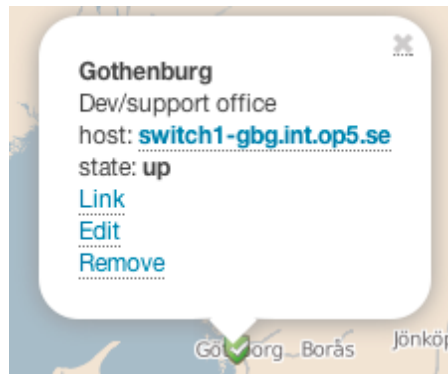 Gothenburg
Dev/support office
host: switch1-gbg.int.op5.se
state: up
Link
Edit
Remove
Borås